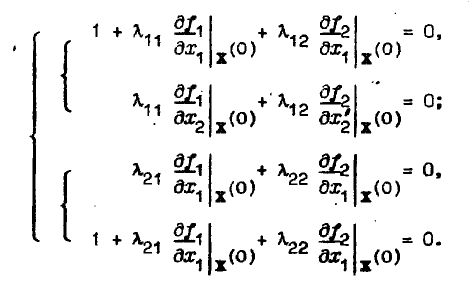 1 + λ₁₁ ∂f₁/∂x₁|𝐱(0) + λ₁₂ ∂f₂/∂x₁|𝐱(0) = 0,
λ₁₁ ∂f₁/∂x₂|𝐱(0) + λ₁₂ ∂f₂/∂x₂|𝐱(0) = 0;
λ₂₁ ∂f₁/∂x₁|𝐱(0) + λ₂₂ ∂f₂/∂x₁|𝐱(0) = 0,
1 + λ₂₁ ∂f₁/∂x₁|𝐱(0) + λ₂₂ ∂f₂/∂x₁|𝐱(0) = 0.